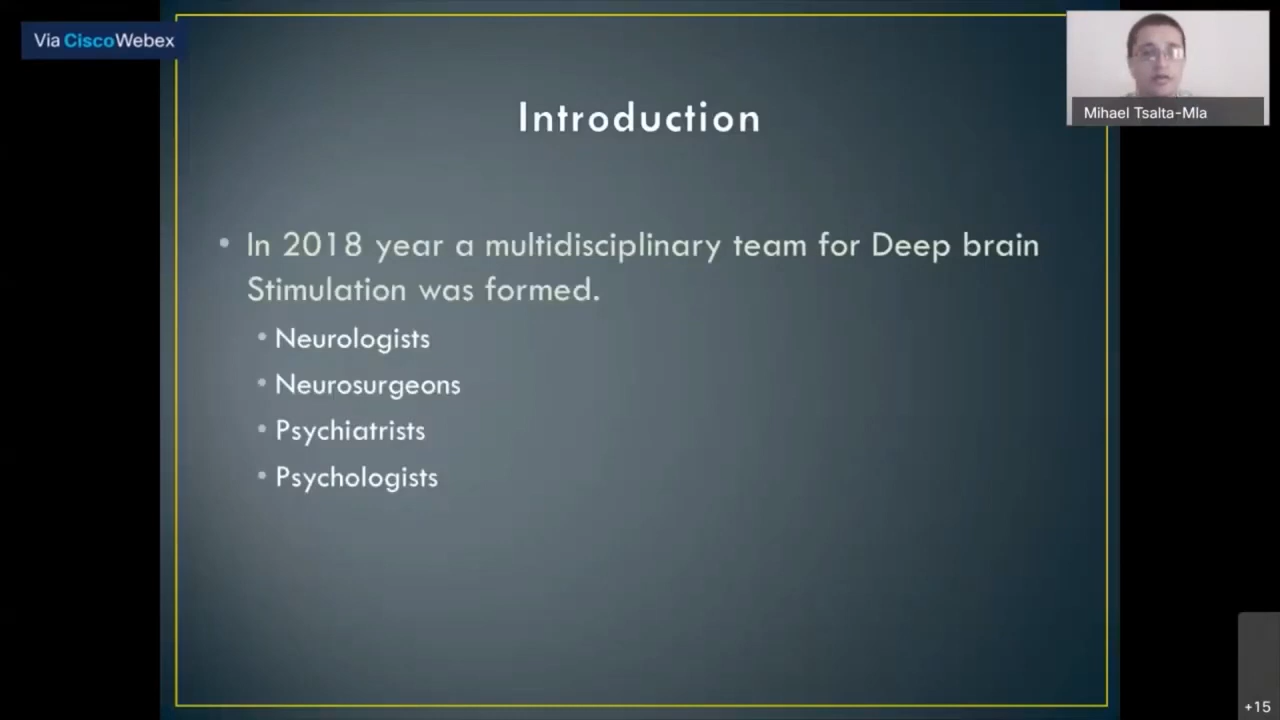 Via CiscoWebex
Mihael Tsalta-Mla
Introduction
• In 2018 year a multidisciplinary team for Deep brain
Stimulation was formed.
• Neurologists
• Neurosurgeons
• Psychiatrists
• Psychologists
+15